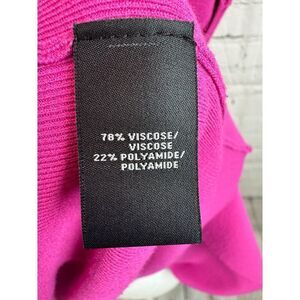 78% VISCOSE/
VISCOSE
22% POLYAMIDE/
POLYAMIDE